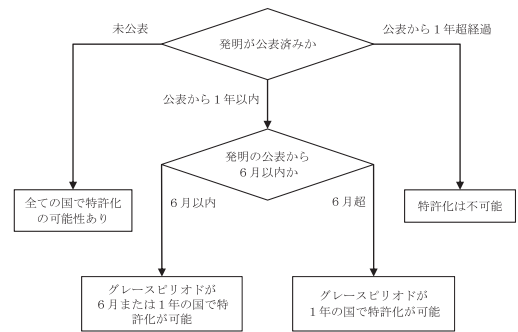 未公表
発明が公表済みか
公表から１年超経過
公表から１年以内
発明の公表から
６月以内か
全ての国で特許化
の可能性あり
６月以内
６月超
特許化は不可能
グレースピリオドが
６月または１年の国で特
許化が可能
グレースピリオドが
１年の国で特許化が可能